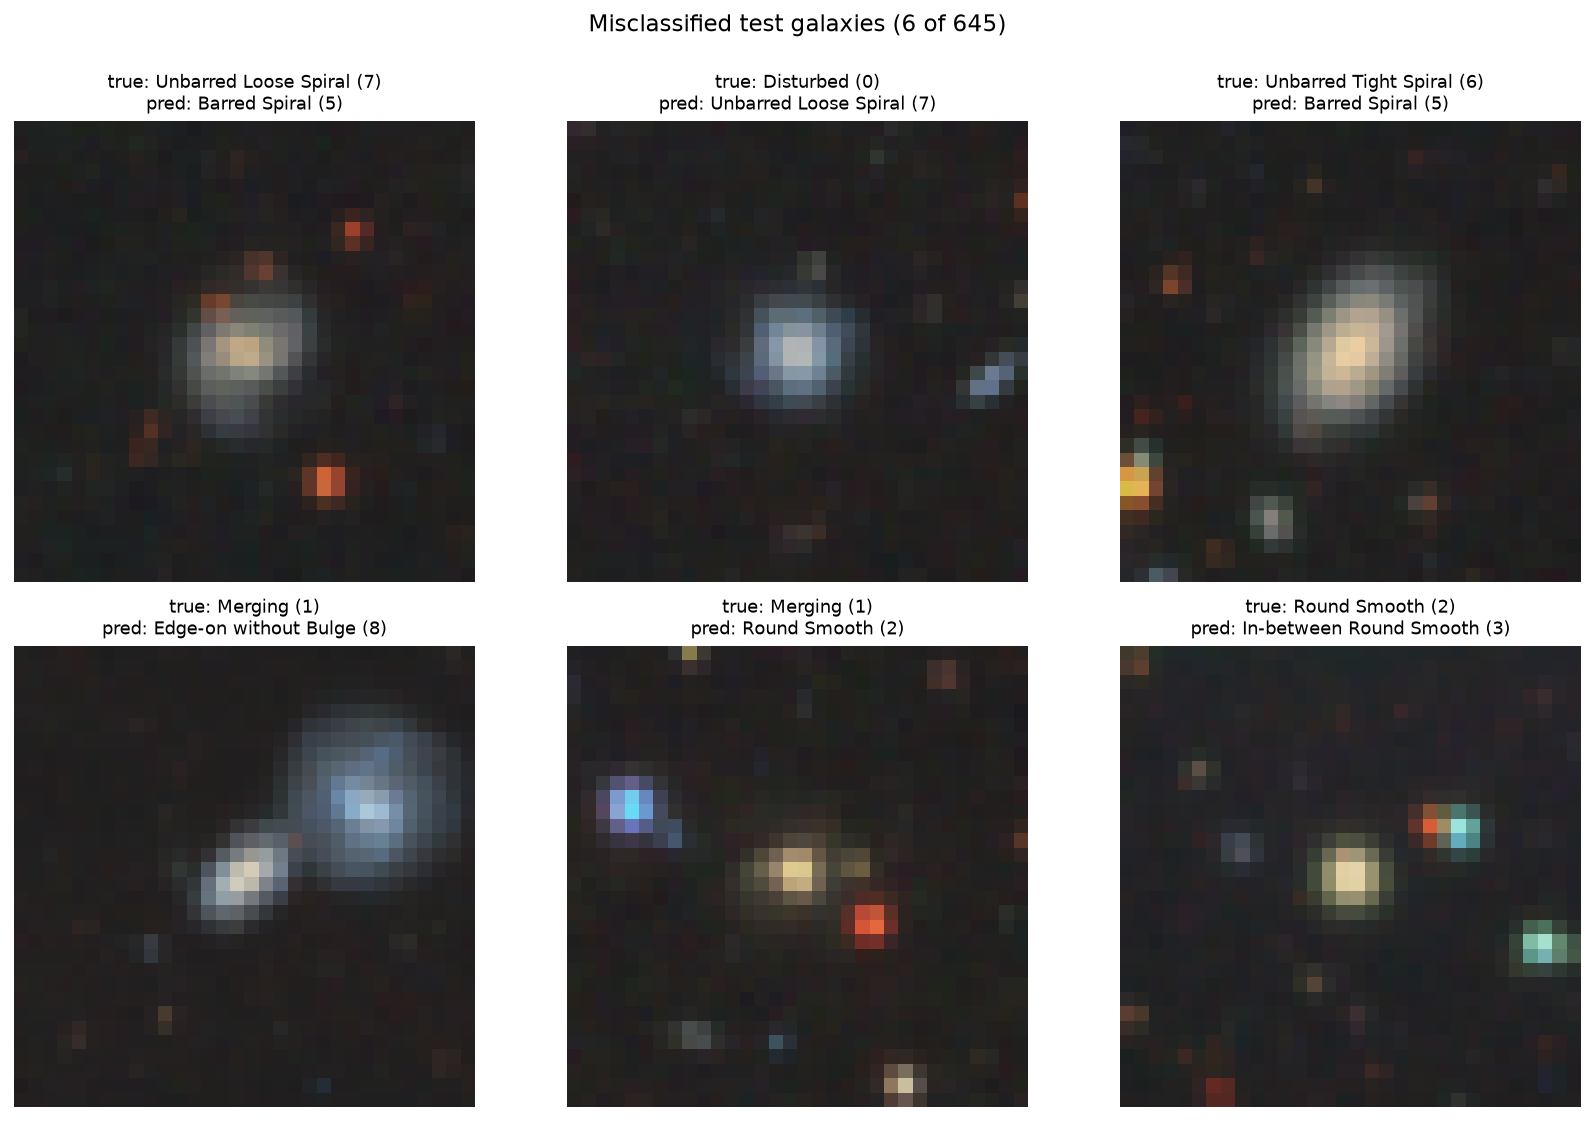 Misclassified test galaxies (6 of 645)
true: Unbarred Loose Spiral (7)
pred: Barred Spiral (5)
true: Disturbed (0)
pred: Unbarred Loose Spiral (7)
true: Unbarred Tight Spiral (6)
pred: Barred Spiral (5)
true: Merging (1)
pred: Edge-on without Bulge (8)
true: Merging (1)
pred: Round Smooth (2)
true: Round Smooth (2)
pred: In-between Round Smooth (3)